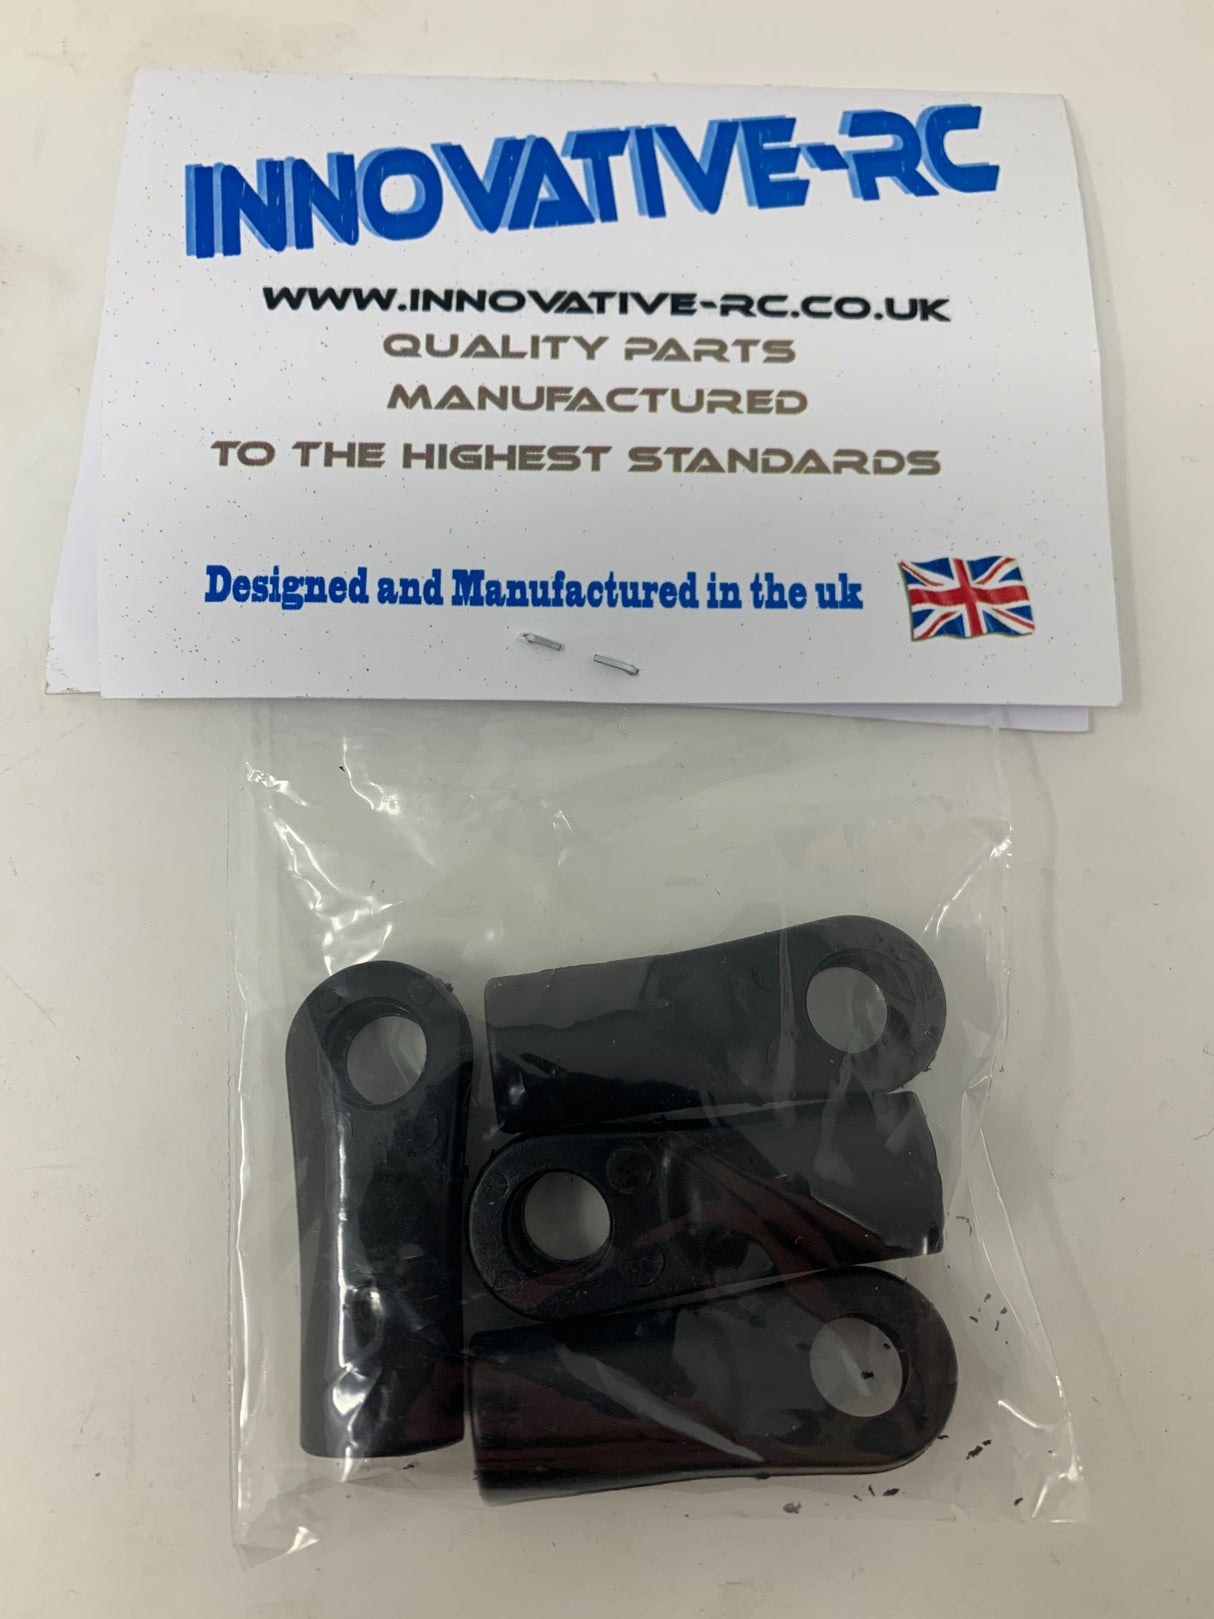 INNOVATIVE-RC
WWW.INNOVATIVE-RC.CO.UK
QUALITY PARTS
MANUFACTURED
TO THE HIGHEST STANDARDS
Designed and Manufactured in the uk